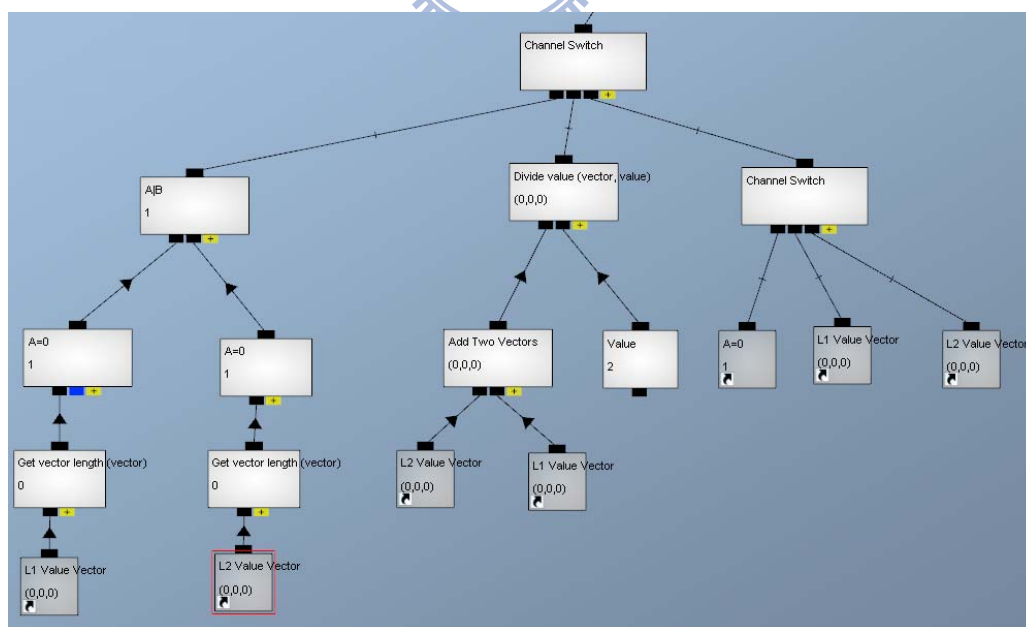 Channel Switch
+
A|B
1
+
Divide value (vector, value)
(0,0,0)
+
Channel Switch
+
A=0
1
+
A=0
1
+
Add Two Vectors
(0,0,0)
+
Value
2
A=0
1
L1 Value Vector
(0,0,0)
L2 Value Vector
(0,0,0)
Get vector length (vector)
0
+
Get vector length (vector)
0
+
L2 Value Vector
(0,0,0)
L1 Value Vector
(0,0,0)
L1 Value Vector
(0,0,0)
L2 Value Vector
(0,0,0)